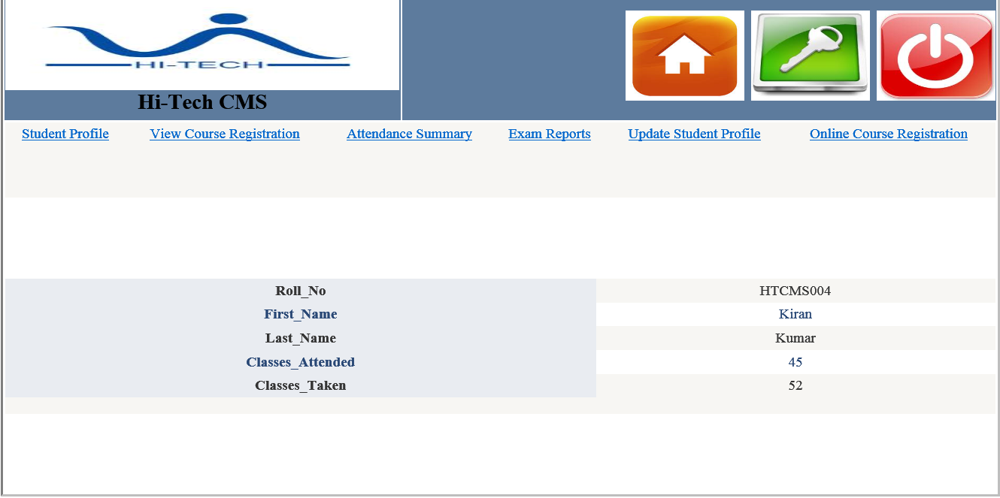 HI-TECH
Hi-Tech CMS
Student Profile View Course Registration Attendance Summary Exam Reports Update Student Profile Online Course Registration
Roll_No HTCMS004
First_Name Kiran
Last_Name Kumar
Classes_Attended 45
Classes_Taken 52